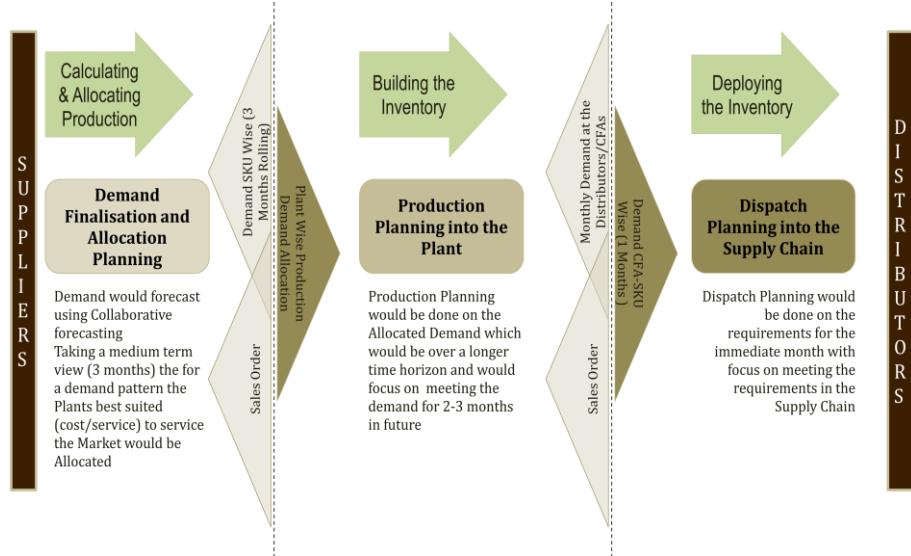 SUPPLIERS
Calculating
& Allocating
Production
Demand
Finalisation and
Allocation
Planning
Demand would forecast
using Collaborative
forecasting
Taking a medium term
view (3 months) the for
a demand pattern the
Plants best suited
(cost/service) to service
the Market would be
Allocated
Demand SKU Wise (3
Months Rolling)
Sales Order
Plant Wise Production
Demand Allocation
Building the
Inventory
Production
Planning into the
Plant
Production Planning
would be done on the
Allocated Demand which
would be over a longer
time horizon and would
focus on meeting the
demand for 2-3 months
in future
Monthly Demand at the
Distributors/CFAs
Sales Order
Demand CFA-SKU
Wise (1 Months )
Deploying
the Inventory
Dispatch
Planning into the
Supply Chain
Dispatch Planning would
be done on the
requirements for the
immediate month with
focus on meeting the
requirements in the
Supply Chain
DISTRIBUTORS